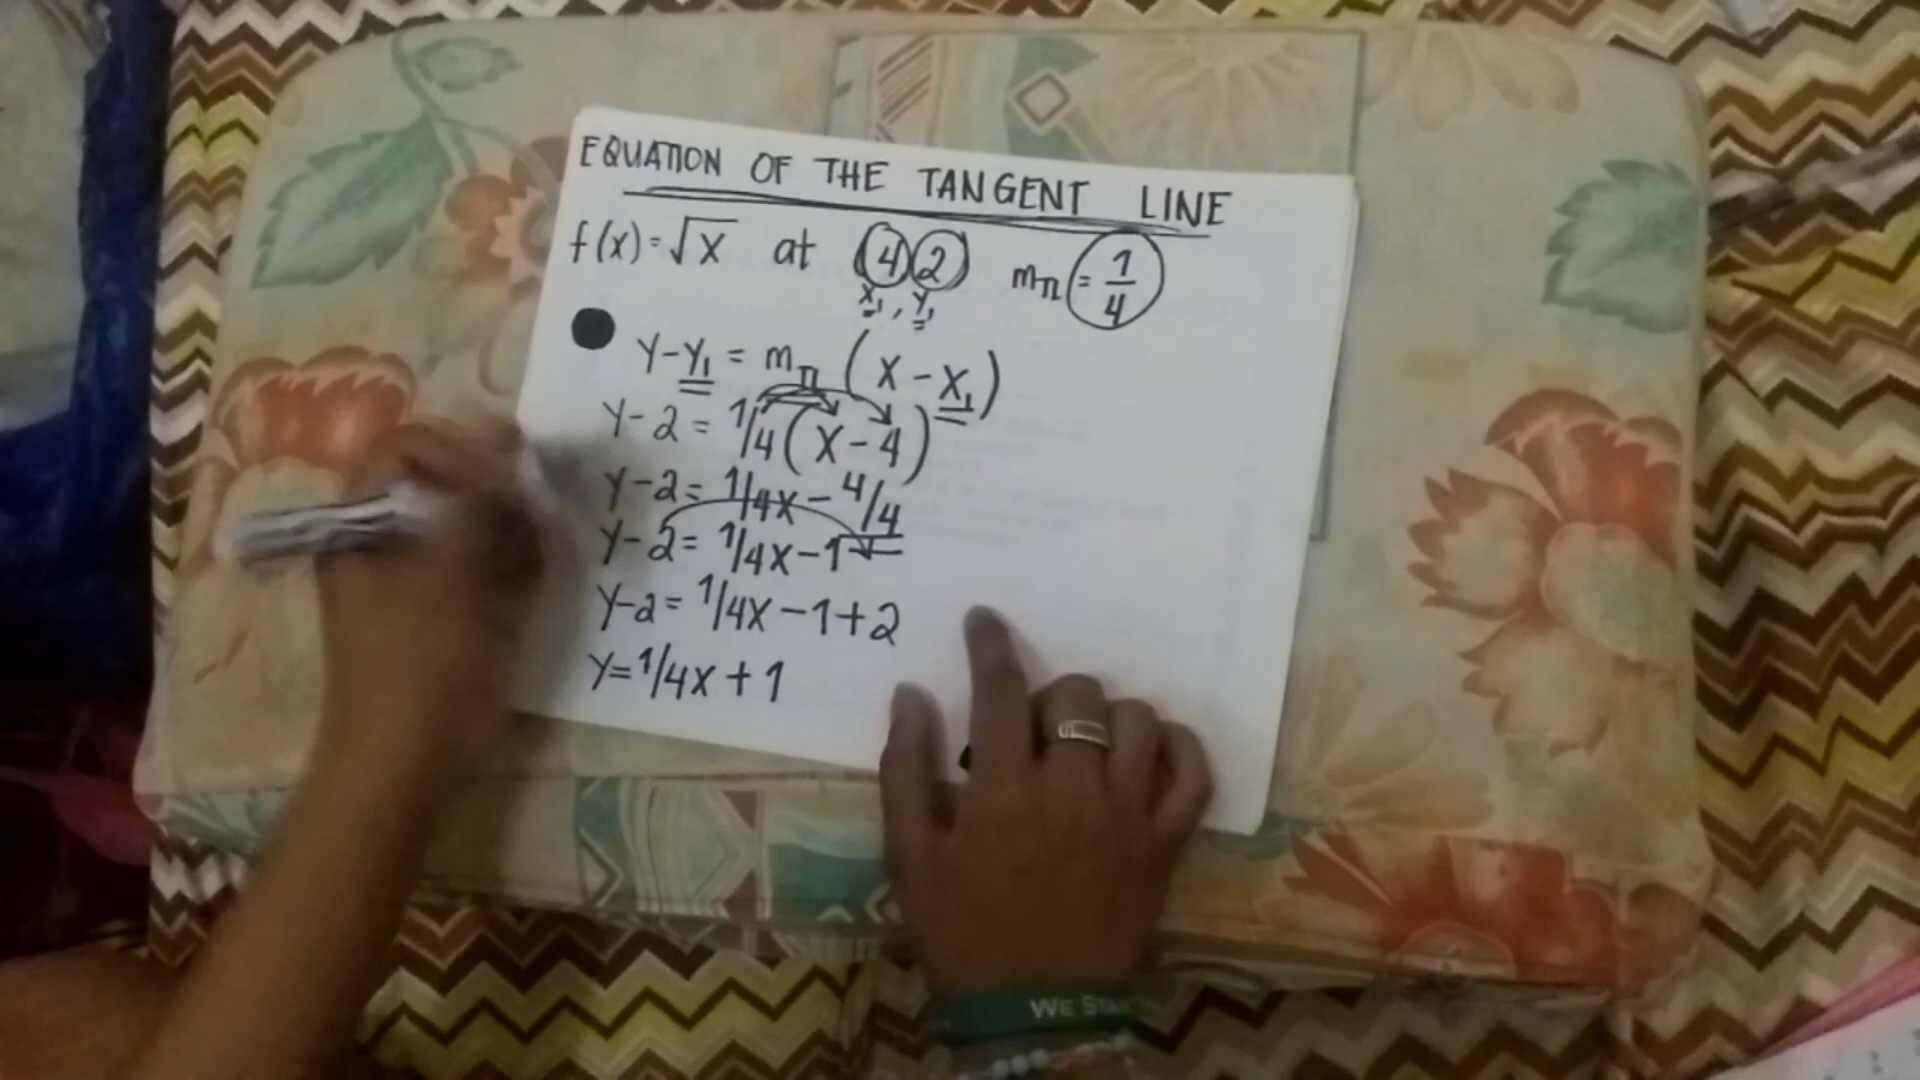 EQUATION OF THE TANGENT LINE
f(x)=√x at (4,2) mTL = 1/4
x₁, y₁
y-y₁ = mTL (x-x₁)
y-2 = 1/4(x-4)
y-2 = 1/4x - 4/4
y-2 = 1/4x-1
y-2 = 1/4x-1+2
y=1/4x+1
WE